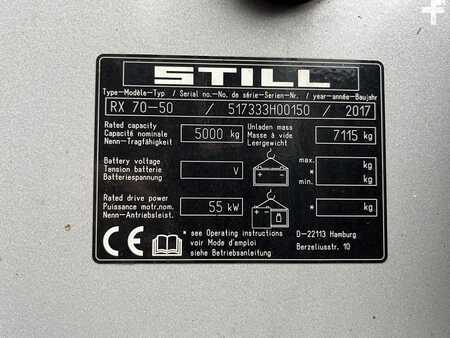 STILL
Type-Modèle-Typ / Serial no.-No. de série-Serien-Nr. / year-année-Baujahr
RX 70-50 / 517333H00150 / 2017
Rated capacity
Capacité nominale
Nenn-Tragfähigkeit
5000 kg
Unladen mass
Masse à vide
Leergewicht
7115 kg
Battery voltage
Tension batterie
Batteriespannung
V
max.
*
min.
kg
*
kg
Rated drive power
Puissance motr.nom.
Nenn-Antriebsleist.
55 kW
*
kg
CE
* see Operating instructions
voir Mode d'emploi
siehe Betriebsanleitung
D-22113 Hamburg
Berzeliusstr. 10